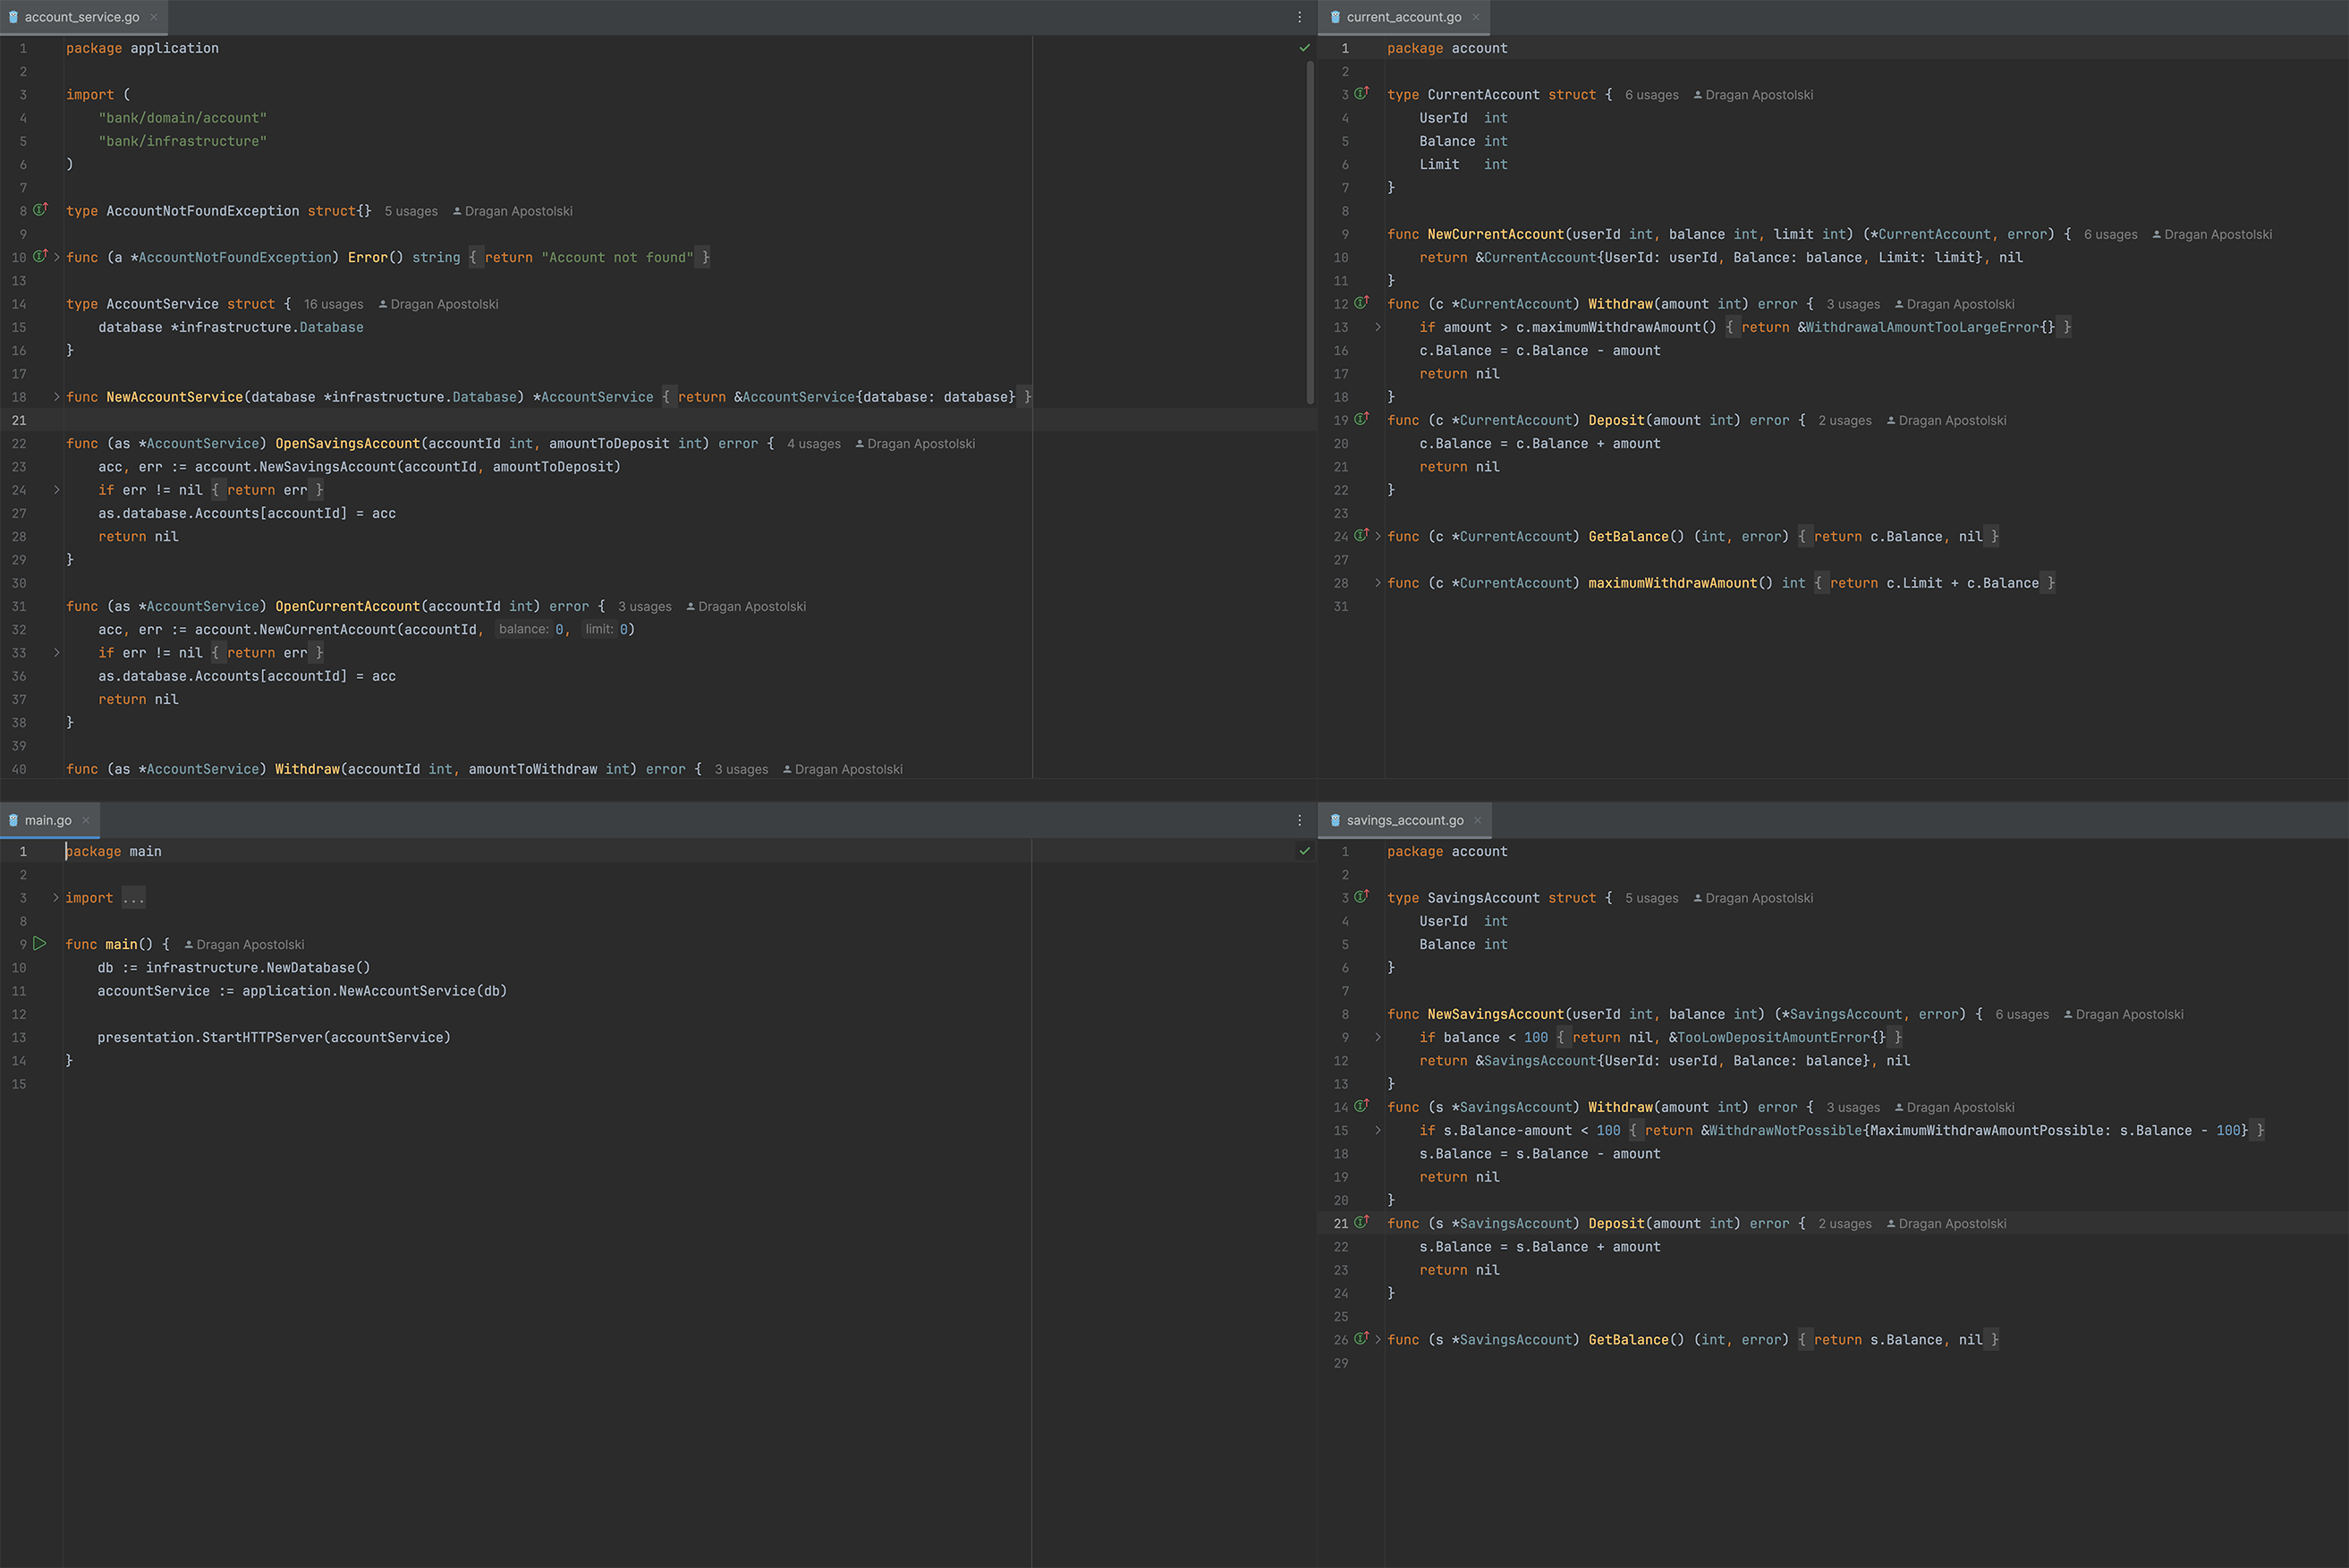 account_service.go
1 package application
2
3 import (
4 "bank/domain/account"
5 "bank/infrastructure"
6 )
7
8 type AccountNotFoundException struct{} 5 usages Dragan Apostolski
9
10 func (a *AccountNotFoundException) Error() string { return "Account not found" }
13
14 type AccountService struct { 16 usages Dragan Apostolski
15 database *infrastructure.Database
16 }
17
18 func NewAccountService(database *infrastructure.Database) *AccountService { return &AccountService{database: database} }
21
22 func (as *AccountService) OpenSavingsAccount(accountId int, amountToDeposit int) error { 4 usages Dragan Apostolski
23 acc, err := account.NewSavingsAccount(accountId, amountToDeposit)
24 if err != nil { return err }
27 as.database.Accounts[accountId] = acc
28 return nil
29 }
30
31 func (as *AccountService) OpenCurrentAccount(accountId int) error { 3 usages Dragan Apostolski
32 acc, err := account.NewCurrentAccount(accountId, balance: 0, limit: 0)
33 if err != nil { return err }
36 as.database.Accounts[accountId] = acc
37 return nil
38 }
39
40 func (as *AccountService) Withdraw(accountId int, amountToWithdraw int) error { 3 usages Dragan Apostolski
current_account.go
1 package account
2
3 type CurrentAccount struct { 6 usages Dragan Apostolski
4 UserId int
5 Balance int
6 Limit int
7 }
8
9 func NewCurrentAccount(userId int, balance int, limit int) (*CurrentAccount, error) { 6 usages Dragan Apostolski
10 return &CurrentAccount{UserId: userId, Balance: balance, Limit: limit}, nil
11 }
12 func (c *CurrentAccount) Withdraw(amount int) error { 3 usages Dragan Apostolski
13 if amount > c.maximumWithdrawAmount() { return &WithdrawalAmountTooLargeError{} }
16 c.Balance = c.Balance - amount
17 return nil
18 }
19 func (c *CurrentAccount) Deposit(amount int) error { 2 usages Dragan Apostolski
20 c.Balance = c.Balance + amount
21 return nil
22 }
23
24 func (c *CurrentAccount) GetBalance() (int, error) { return c.Balance, nil }
27
28 func (c *CurrentAccount) maximumWithdrawAmount() int { return c.Limit + c.Balance }
31
main.go
1 package main
2
3 import ...
8
9 func main() { Dragan Apostolski
10 db := infrastructure.NewDatabase()
11 accountService := application.NewAccountService(db)
12
13 presentation.StartHTTPServer(accountService)
14 }
15
savings_account.go
1 package account
2
3 type SavingsAccount struct { 5 usages Dragan Apostolski
4 UserId int
5 Balance int
6 }
7
8 func NewSavingsAccount(userId int, balance int) (*SavingsAccount, error) { 6 usages Dragan Apostolski
9 if balance < 100 { return nil, &TooLowDepositAmountError{} }
12 return &SavingsAccount{UserId: userId, Balance: balance}, nil
13 }
14 func (s *SavingsAccount) Withdraw(amount int) error { 3 usages Dragan Apostolski
15 if s.Balance-amount < 100 { return &WithdrawNotPossible{MaximumWithdrawAmountPossible: s.Balance - 100} }
18 s.Balance = s.Balance - amount
19 return nil
20 }
21 func (s *SavingsAccount) Deposit(amount int) error { 2 usages Dragan Apostolski
22 s.Balance = s.Balance + amount
23 return nil
24 }
25
26 func (s *SavingsAccount) GetBalance() (int, error) { return s.Balance, nil }
29